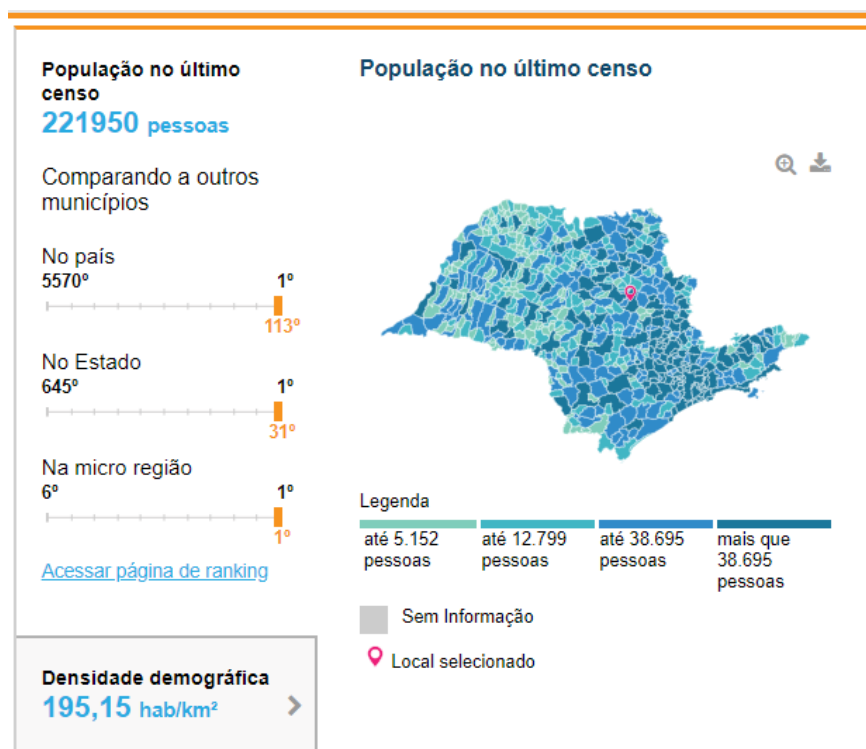 População no último
censo
221950 pessoas
Comparando a outros
municípios
No país
5570º 1º
113º
No Estado
645º 1º
31º
Na micro região
6º 1º
1º
Acessar página de ranking
Densidade demográfica
195,15 hab/km²
População no último censo
Legenda
até 5.152
pessoas
até 12.799
pessoas
até 38.695
pessoas
mais que
38.695
pessoas
Sem Informação
Local selecionado